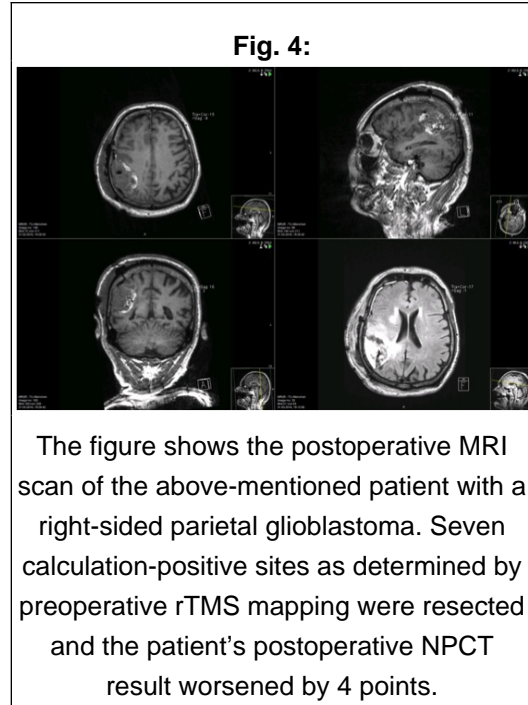 Fig. 4:
The figure shows the postoperative MRI
scan of the above-mentioned patient with a
right-sided parietal glioblastoma. Seven
calculation-positive sites as determined by
preoperative rTMS mapping were resected
and the patient's postoperative NPCT
result worsened by 4 points.